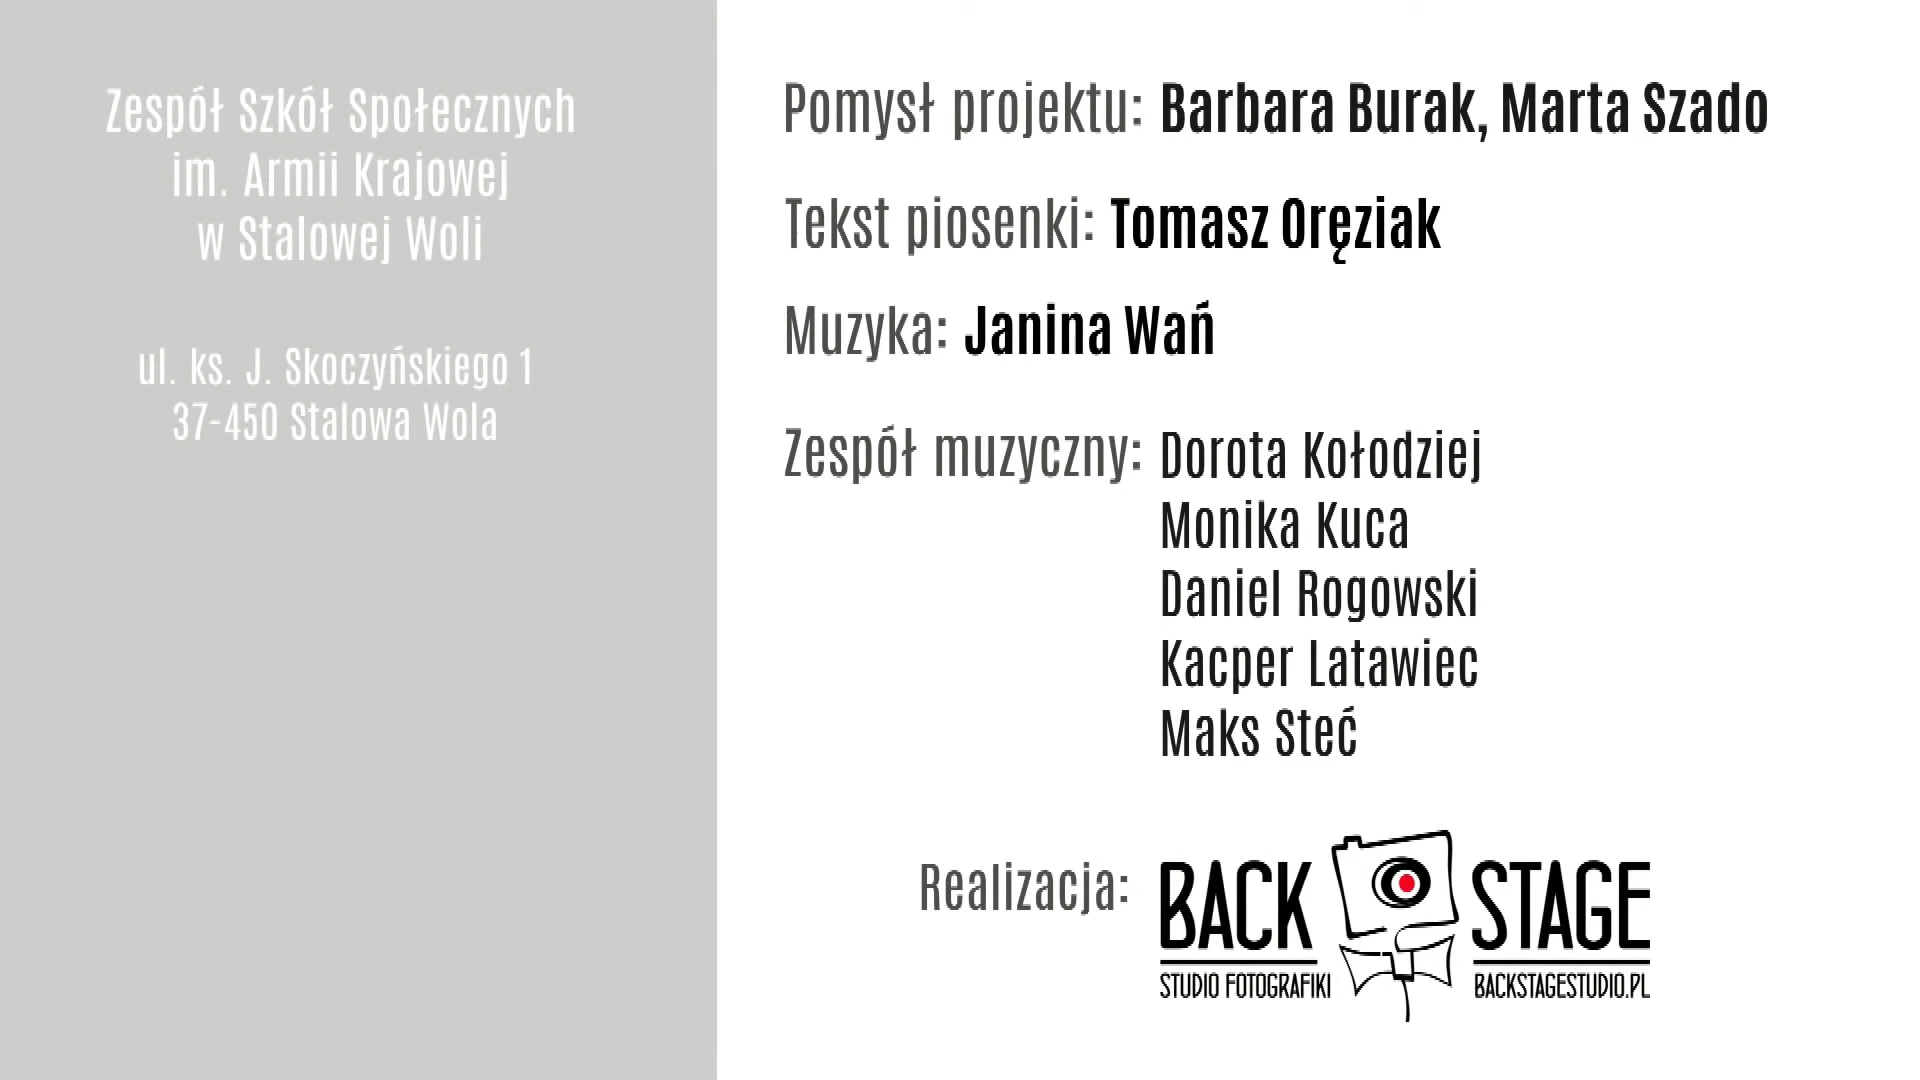 Zespół Szkół Społecznych
im. Armii Krajowej
w Stalowej Woli
ul. ks. J. Skoczyńskiego 1
37-450 Stalowa Wola
Pomysł projektu: Barbara Burak, Marta Szado
Tekst piosenki: Tomasz Oręziak
Muzyka: Janina Wań
Zespół muzyczny: Dorota Kołodziej
Monika Kuca
Daniel Rogowski
Kacper Latawiec
Maks Steć
Realizacja: BACK STAGE
STUDIO FOTOGRAFIKI BACKSTAGESTUDIO.PL